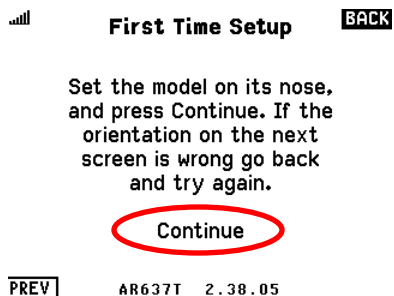 First Time Setup
BACK
Set the model on its nose,
and press Continue. If the
orientation on the next
screen is wrong go back
and try again.
Continue
PREV
AR637T 2.38.05